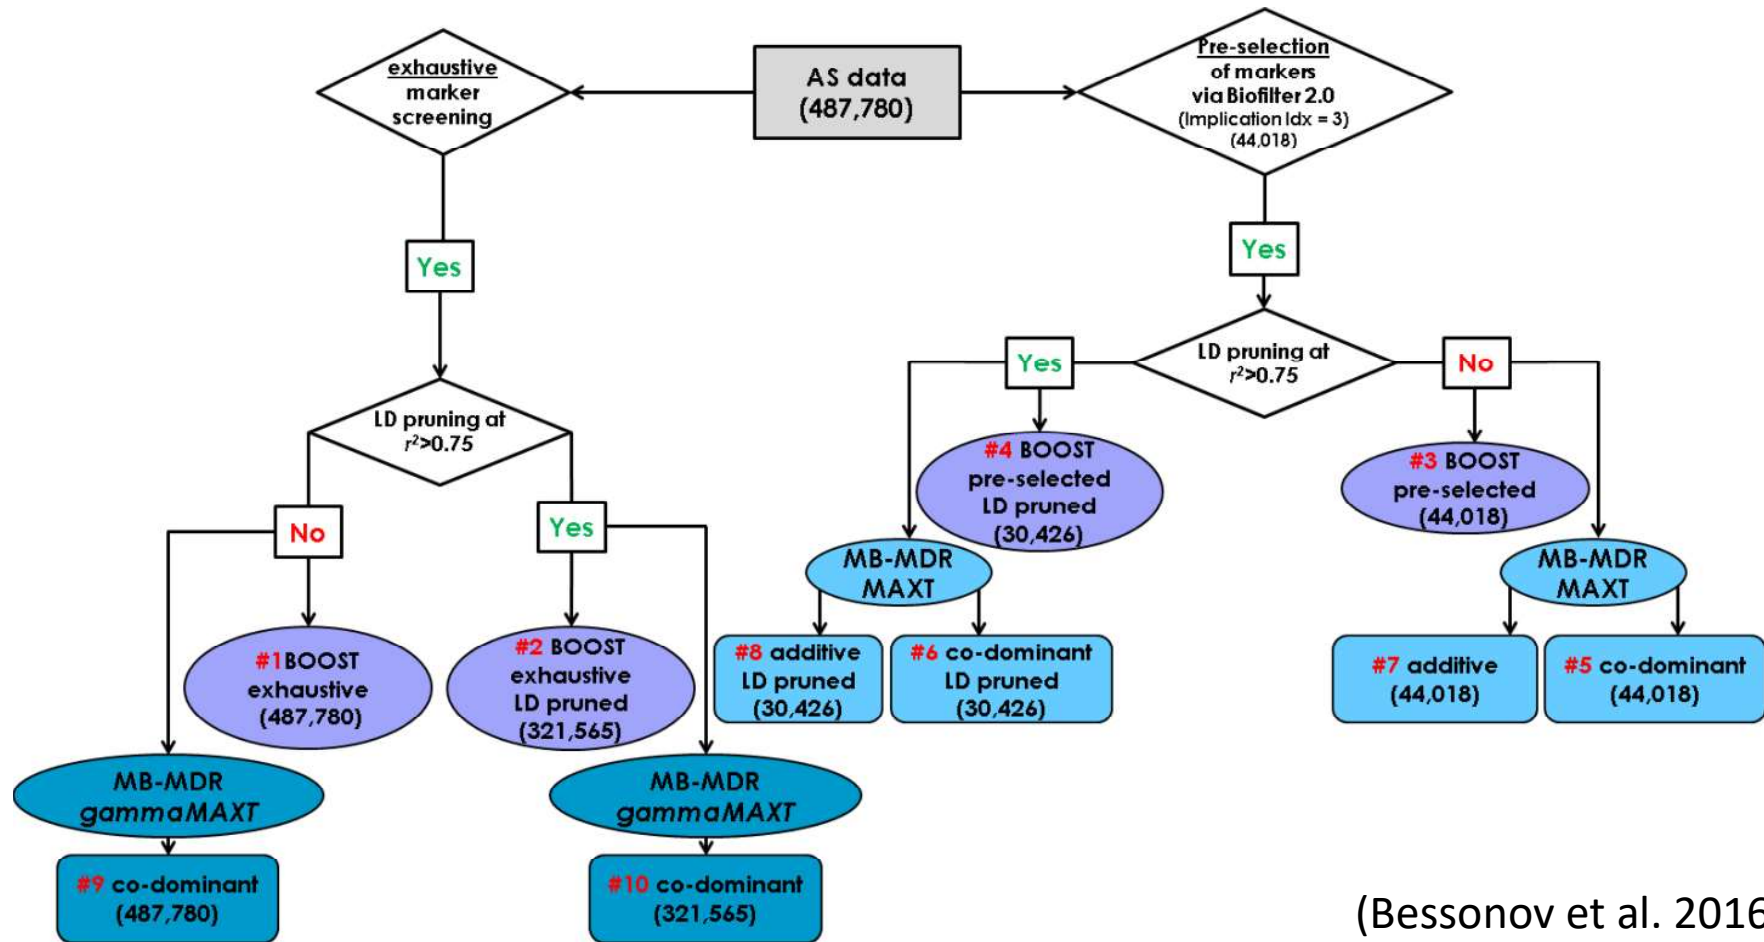 exhaustive
marker
screening
AS data
(487,780)
Pre-selection
of markers
via Biofilter 2.0
(Implication Idx = 3)
(44,018)
Yes
Yes
LD pruning at
r²>0.75
No
Yes
#1BOOST
exhaustive
(487,780)
#2 BOOST
exhaustive
LD pruned
(321,565)
MB-MDR
gammaMAXT
#9 co-dominant
(487,780)
MB-MDR
gammaMAXT
#10 co-dominant
(321,565)
LD pruning at
r²>0.75
Yes
No
#4 BOOST
pre-selected
LD pruned
(30,426)
MB-MDR
MAXT
#8 additive
LD pruned
(30,426)
#6 co-dominant
LD pruned
(30,426)
#3 BOOST
pre-selected
(44,018)
MB-MDR
MAXT
#7 additive
(44,018)
#5 co-dominant
(44,018)
(Bessonov et al. 2016